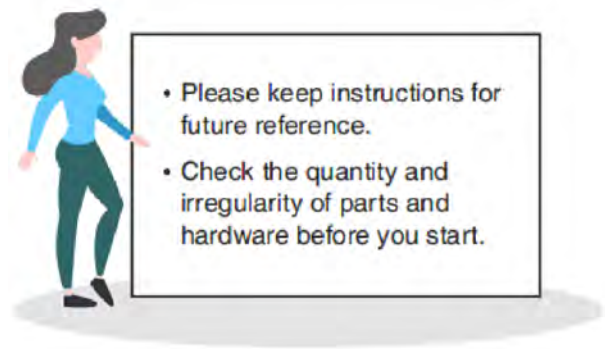 • Please keep instructions for
future reference.
• Check the quantity and
irregularity of parts and
hardware before you start.